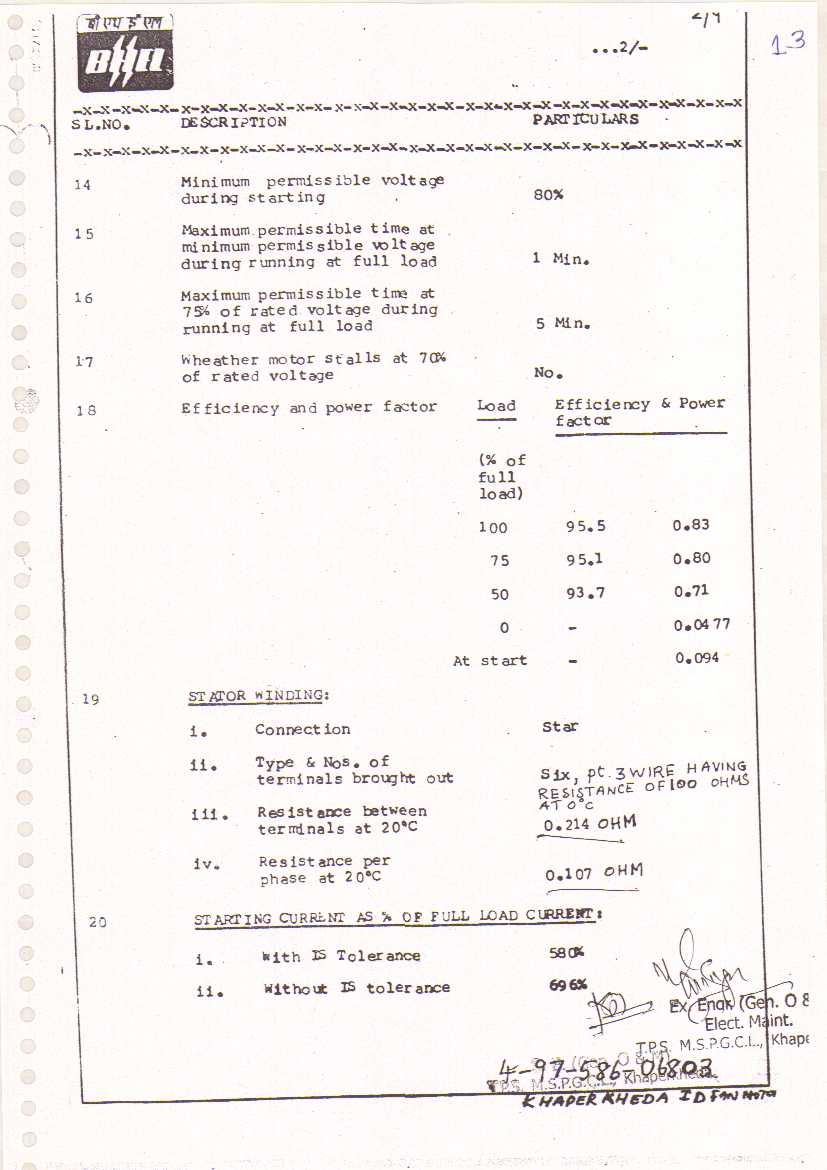 बी एच ई एल
BHEL
2/4
...2/-
1-3
-X-X-X-X-X-X-X-X-X-X-X-X-X-X-X-X-X-X-X-X-X-X-X-X-X-X-X-X-X-X-X-X-X-X-X
SL.NO. DESCRIPTION PARTICULARS
-X-X-X-X-X-X-X-X-X-X-X-X-X-X-X-X-X-X-X-X-X-X-X-X-X-X-X-X-X-X-X-X-X-X-X
14 Minimum permissible voltage
during starting 80%
15 Maximum permissible time at
minimum permissible voltage
during running at full load 1 Min.
16 Maximum permissible time at
75% of rated voltage during
running at full load 5 Min.
17 Wheather motor stalls at 70%
of rated voltage No.
18 Efficiency and power factor Load Efficiency & Power
factor
(% of
full
load)
100 95.5 0.83
75 95.1 0.80
50 93.7 0.71
0 - 0.0477
At start - 0.094
19 STATOR WINDING:
i. Connection Star
ii. Type & Nos. of
terminals brought out Six, pt. 3 WIRE HAVING
RESISTANCE OF 100 OHMS
AT 0°C
iii. Resistance between
terminals at 20°C 0.214 OHM
iv. Resistance per
phase at 20°C 0.107 OHM
20 STARTING CURRENT AS % OF FULL LOAD CURRENT:
i. With IS Tolerance 580%
ii. Without IS tolerance 696%
Ex. Engr. (Gen. O &
Elect. Maint.
T.P.S. M.S.P.G.C.L., Khape
(Gen. O & M)
4-97-586-06803
T.P.S. M.S.P.G.C.L., Khaperkheda.
KHAPERKHEDA ID FAN MOTOR